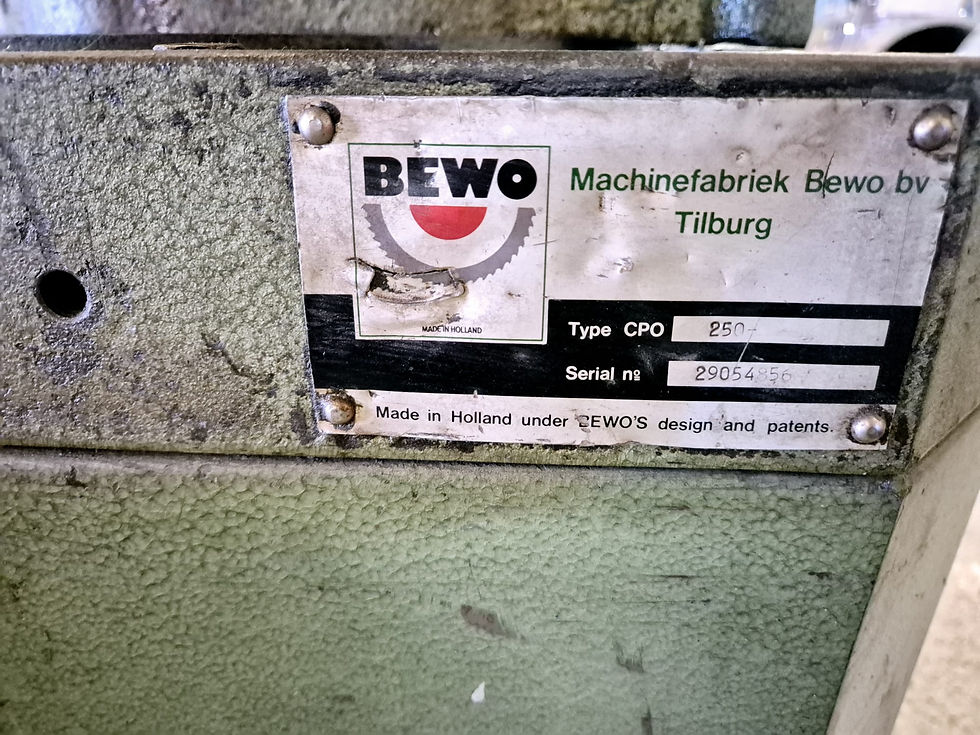 BEWO
MADE IN HOLLAND
Machinefabriek Bewo bv
Tilburg
Type CPO 250-
Serial nº 29054856
Made in Holland under BEWO'S design and patents.